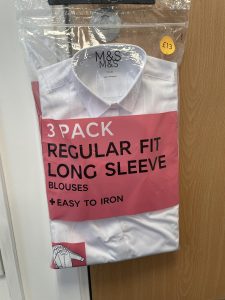 M&S
M&S
£13
3 PACK
REGULAR FIT
LONG SLEEVE
BLOUSES
+ EASY TO IRON